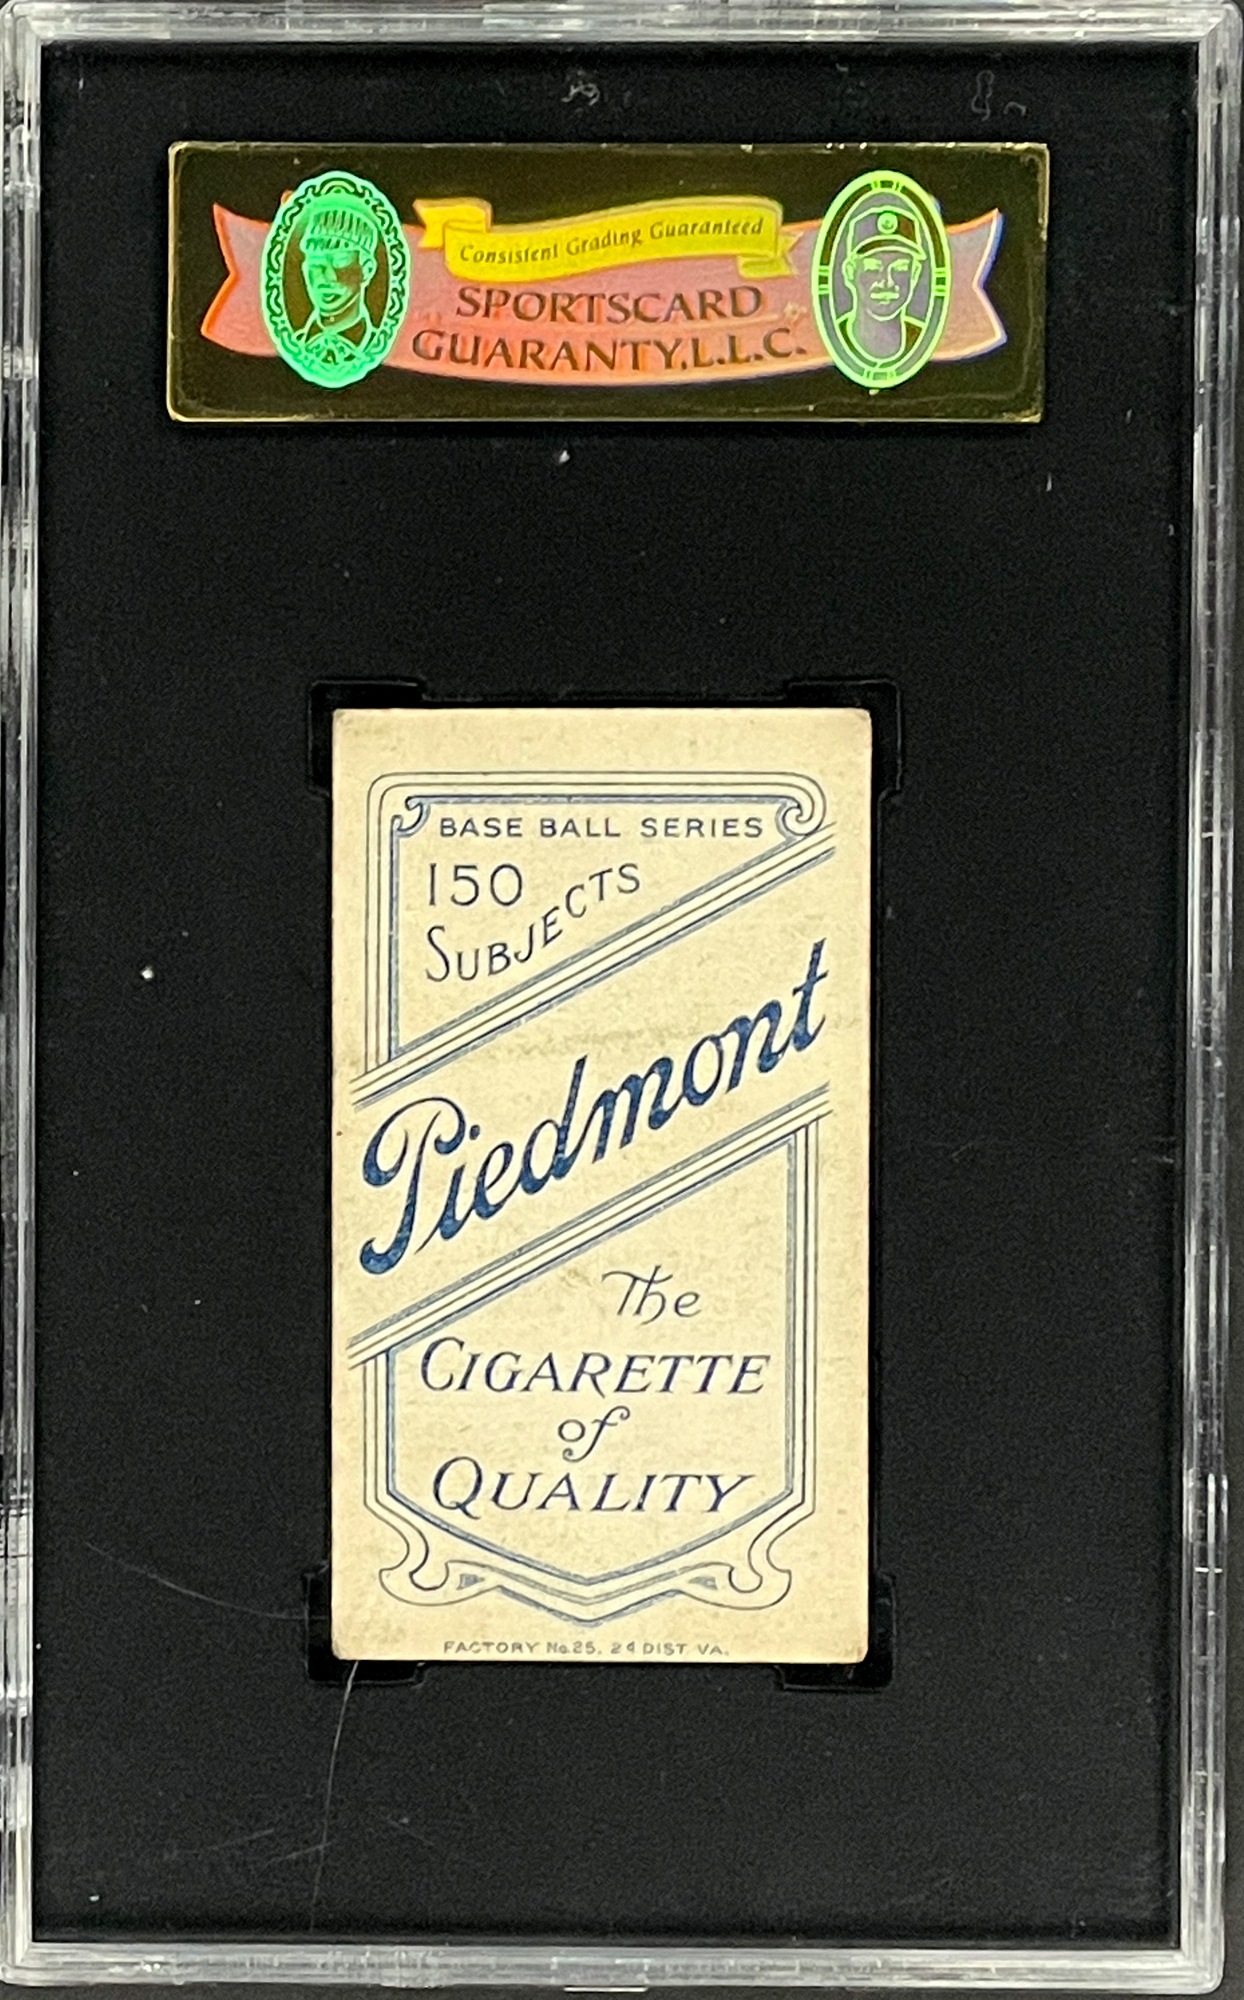 Consistent Grading Guaranteed
SPORTSCARD
GUARANTY, L.L.C.
BASE BALL SERIES
150
SUBJECTS
Piedmont
The
CIGARETTE
of
QUALITY
FACTORY No. 25, 2d DIST. VA.